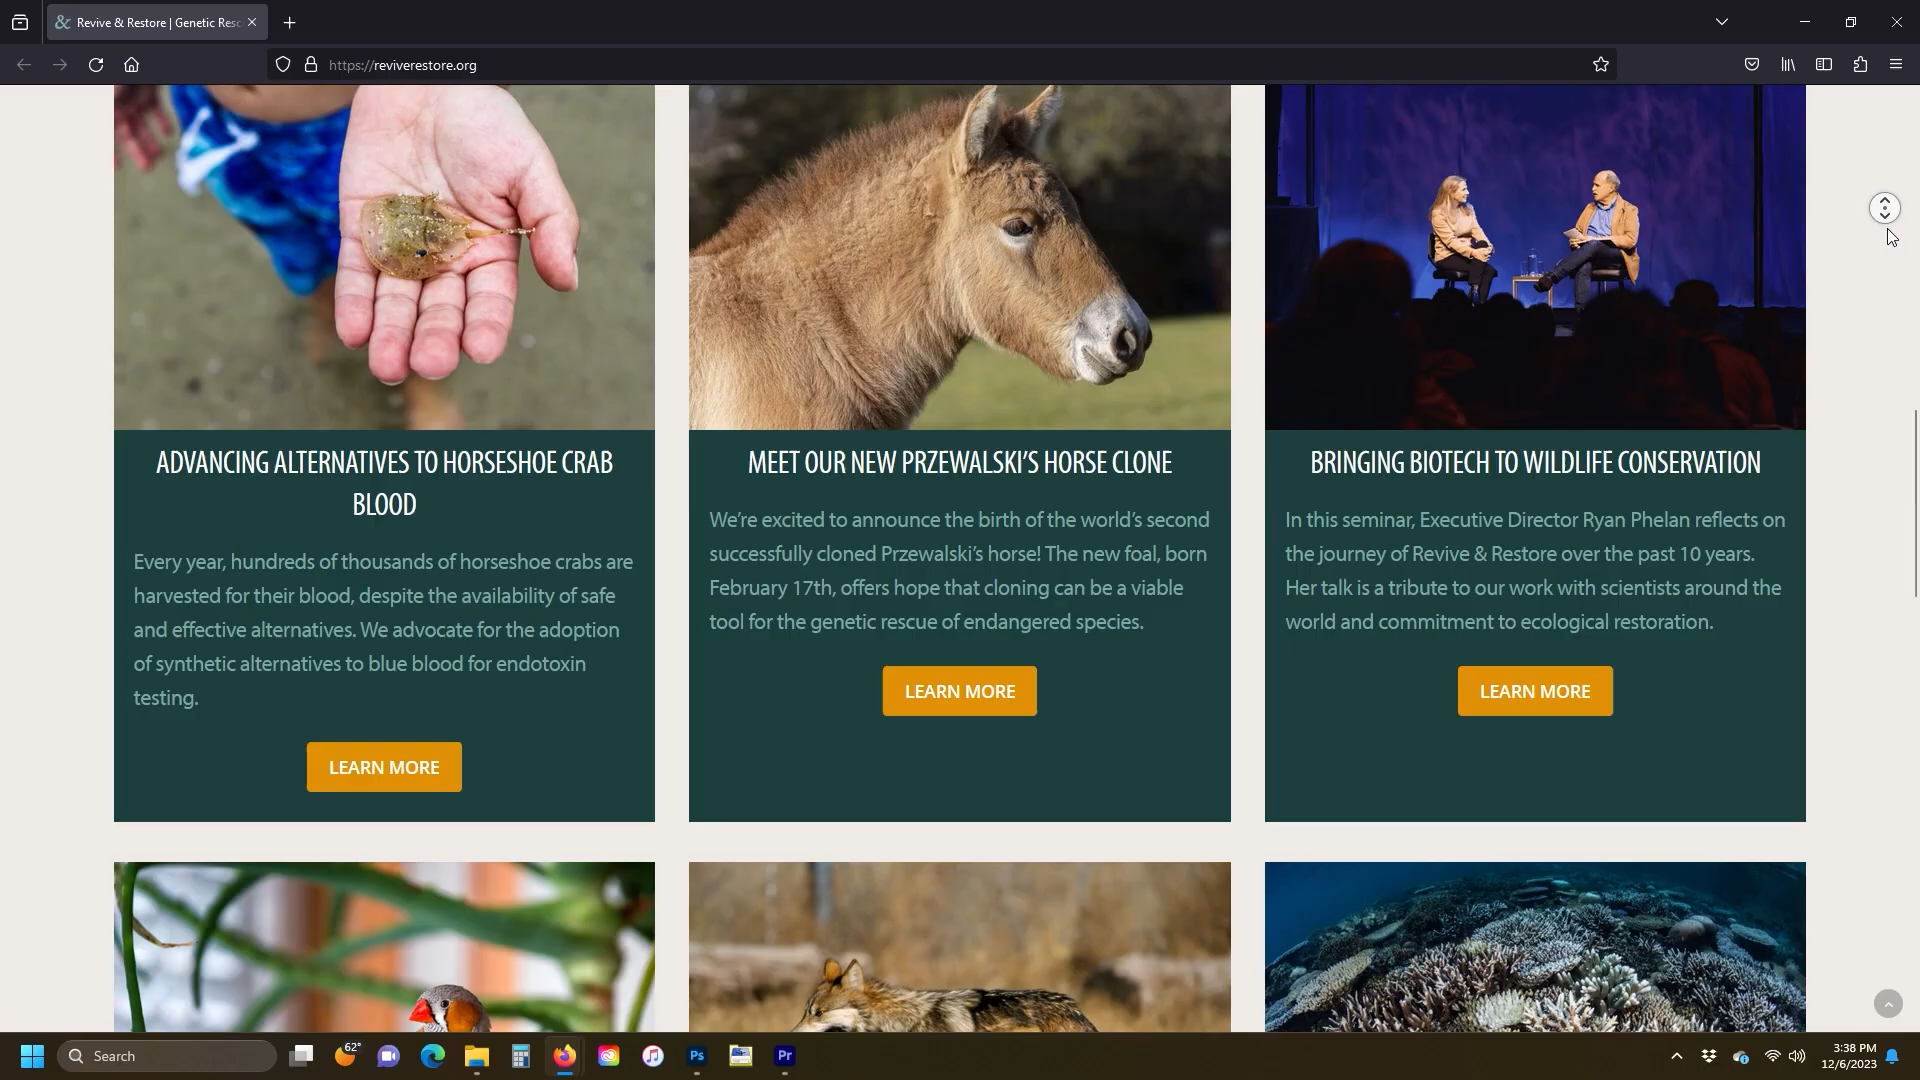 Revive & Restore | Genetic Resc
https://reviverestore.org
ADVANCING ALTERNATIVES TO HORSESHOE CRAB
BLOOD
Every year, hundreds of thousands of horseshoe crabs are
harvested for their blood, despite the availability of safe
and effective alternatives. We advocate for the adoption
of synthetic alternatives to blue blood for endotoxin
testing.
LEARN MORE
MEET OUR NEW PRZEWALSKI’S HORSE CLONE
We’re excited to announce the birth of the world’s second
successfully cloned Przewalski’s horse! The new foal, born
February 17th, offers hope that cloning can be a viable
tool for the genetic rescue of endangered species.
LEARN MORE
BRINGING BIOTECH TO WILDLIFE CONSERVATION
In this seminar, Executive Director Ryan Phelan reflects on
the journey of Revive & Restore over the past 10 years.
Her talk is a tribute to our work with scientists around the
world and commitment to ecological restoration.
LEARN MORE
Search
62°
Ps
Pr
3:38 PM
12/6/2023